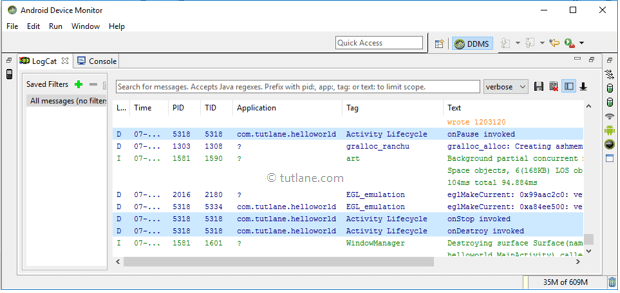 Android Device Monitor
File Edit Run Window Help
Quick Access
DDMS
LogCat Console
Saved Filters
All messages (no filters
Search for messages. Accepts Java regexes. Prefix with pid:, app:, tag: or text: to limit scope.
verbose
L... Time PID TID Application Tag Text
wrote 1203120
D 07-... 5318 5318 com.tutlane.helloworld Activity Lifecycle onPause invoked
D 07-... 1303 1308 ? gralloc_ranchu gralloc_alloc: Creating ashmem
I 07-... 1581 1590 ? art Background partial concurrent
Space objects, 6(168KB) LOS ob
104ms total 94.884ms
© tutlane.com
D 07-... 2016 2180 ? EGL_emulation eglMakeCurrent: 0x99aac2c0: ve
D 07-... 5318 5334 com.tutlane.helloworld EGL_emulation eglMakeCurrent: 0xa84ee500: ve
D 07-... 5318 5318 com.tutlane.helloworld Activity Lifecycle onStop invoked
D 07-... 5318 5318 com.tutlane.helloworld Activity Lifecycle onDestroy invoked
I 07-... 1581 1601 ? WindowManager Destroying surface Surface(nam
helloworld.MainActivity) calle
35M of 609M